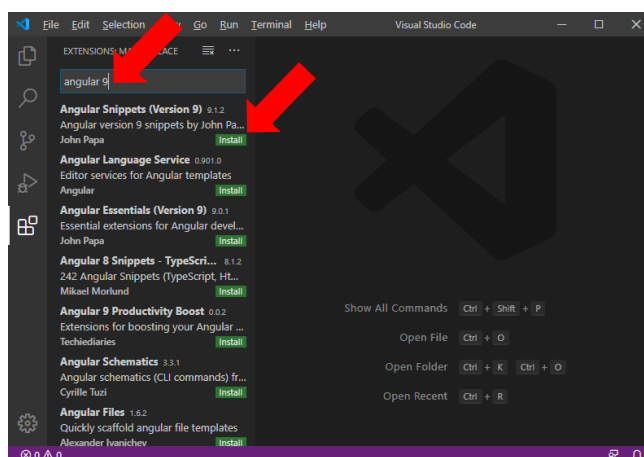 File Edit Selection Go Run Terminal Help Visual Studio Code
EXTENSIONS: MA LACE
angular 9
Angular Snippets (Version 9) 9.1.2
Angular version 9 snippets by John Pa...
John Papa Install
Angular Language Service 0.901.0
Editor services for Angular templates
Angular Install
Angular Essentials (Version 9) 9.0.1
Essential extensions for Angular devel...
John Papa Install
Angular 8 Snippets - TypeScri... 8.1.2
242 Angular Snippets (TypeScript, Ht...
Mikael Morlund Install
Angular 9 Productivity Boost 0.0.2
Extensions for boosting your Angular ...
Techiediaries Install
Angular Schematics 3.3.1
Angular schematics (CLI commands) fr...
Cyrille Tuzi Install
Angular Files 1.6.2
Quickly scaffold angular file templates
Alexander Ivanichev Install
Show All Commands Ctrl + Shift + P
Open File Ctrl + O
Open Folder Ctrl + K Ctrl + O
Open Recent Ctrl + R
0 0